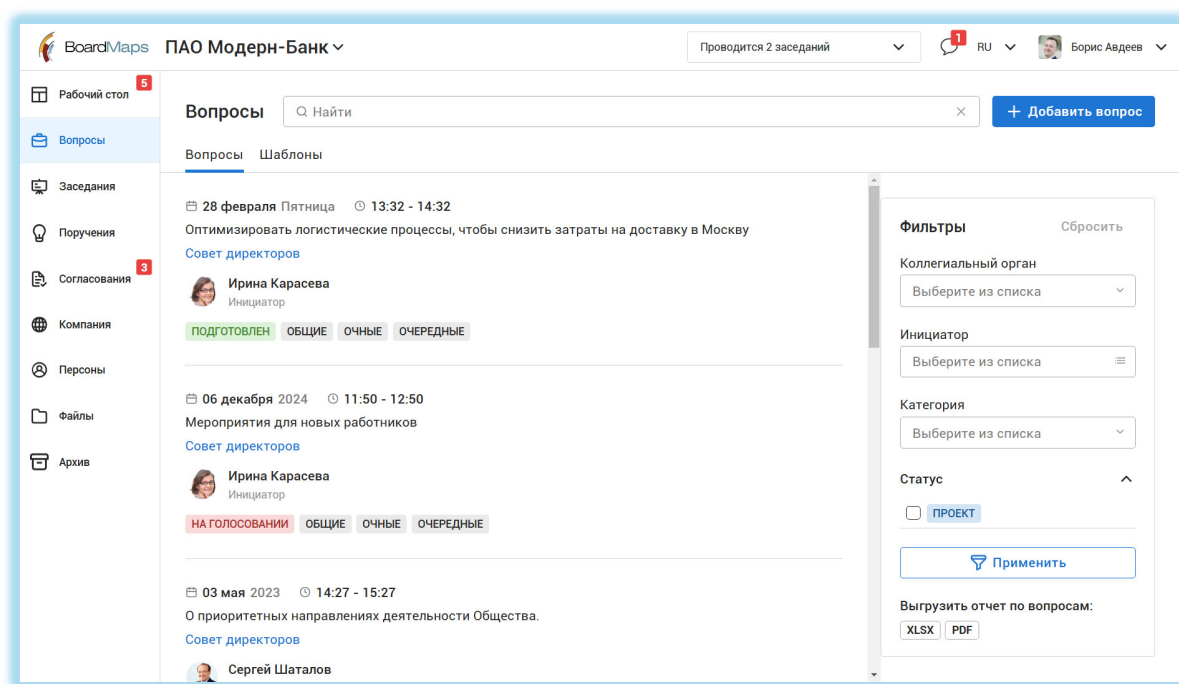 BoardMaps ПАО Модерн-Банк Проводится 2 заседаний 1 RU Борис Авдеев
Рабочий стол 5
Вопросы
Заседания
Поручения
Согласования 3
Компания
Персоны
Файлы
Архив
Вопросы Найти + Добавить вопрос
Вопросы Шаблоны
28 февраля Пятница 13:32 - 14:32
Оптимизировать логистические процессы, чтобы снизить затраты на доставку в Москву
Совет директоров
Ирина Карасева
Инициатор
ПОДГОТОВЛЕН ОБЩИЕ ОЧНЫЕ ОЧЕРЕДНЫЕ
06 декабря 2024 11:50 - 12:50
Мероприятия для новых работников
Совет директоров
Ирина Карасева
Инициатор
НА ГОЛОСОВАНИИ ОБЩИЕ ОЧНЫЕ ОЧЕРЕДНЫЕ
03 мая 2023 14:27 - 15:27
О приоритетных направлениях деятельности Общества.
Совет директоров
Сергей Шаталов
Фильтры Сбросить
Коллегиальный орган
Выберите из списка
Инициатор
Выберите из списка
Категория
Выберите из списка
Статус
ПРОЕКТ
Применить
Выгрузить отчет по вопросам:
XLSX PDF